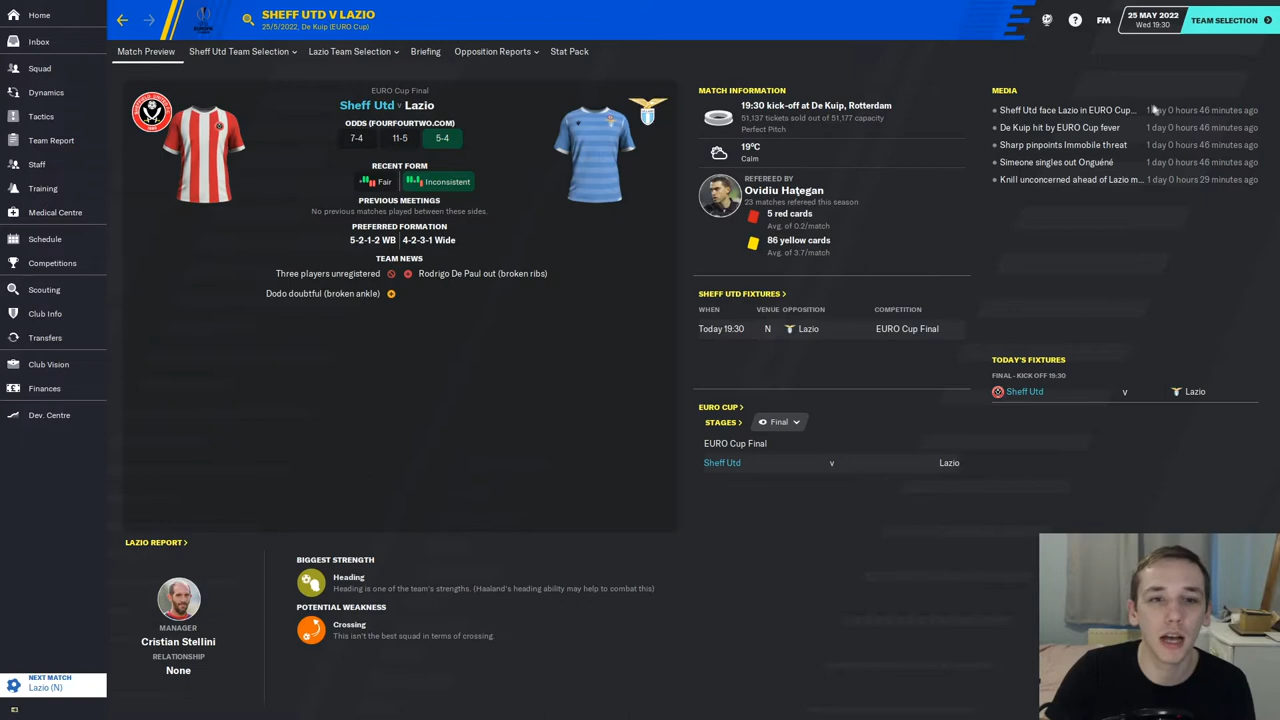 Home
Inbox
Squad
Dynamics
Tactics
Team Report
Staff
Training
Medical Centre
Schedule
Competitions
Scouting
Club Info
Transfers
Club Vision
Finances
Dev. Centre
NEXT MATCH
Lazio (N)
SHEFF UTD V LAZIO
25/5/2022, De Kuip (EURO Cup)
FM
25 MAY 2022
Wed 19:30
TEAM SELECTION
Match Preview
Sheff Utd Team Selection
Lazio Team Selection
Briefing
Opposition Reports
Stat Pack
EURO Cup Final
Sheff Utd v Lazio
ODDS (FOURFOURTWO.COM)
7-4 11-5 5-4
RECENT FORM
Fair Inconsistent
PREVIOUS MEETINGS
No previous matches played between these sides.
PREFERRED FORMATION
5-2-1-2 WB 4-2-3-1 Wide
TEAM NEWS
Three players unregistered Rodrigo De Paul out (broken ribs)
Dodo doubtful (broken ankle)
MATCH INFORMATION
19:30 kick-off at De Kuip, Rotterdam
51,137 tickets sold out of 51,177 capacity
Perfect Pitch
19ºC
Calm
REFEREED BY
Ovidiu Hațegan
23 matches refereed this season
5 red cards
Avg. of 0.2/match
86 yellow cards
Avg. of 3.7/match
SHEFF UTD FIXTURES
WHEN VENUE OPPOSITION COMPETITION
Today 19:30 N Lazio EURO Cup Final
EURO CUP
STAGES Final
EURO Cup Final
Sheff Utd v Lazio
MEDIA
Sheff Utd face Lazio in EURO Cup... 1 day 0 hours 46 minutes ago
De Kuip hit by EURO Cup fever 1 day 0 hours 46 minutes ago
Sharp pinpoints Immobile threat 1 day 0 hours 46 minutes ago
Simeone singles out Onguéné 1 day 0 hours 46 minutes ago
Knill unconcerned ahead of Lazio m... 1 day 0 hours 29 minutes ago
TODAY'S FIXTURES
FINAL - KICK OFF 19:30
Sheff Utd v Lazio
LAZIO REPORT
MANAGER
Cristian Stellini
RELATIONSHIP
None
BIGGEST STRENGTH
Heading
Heading is one of the team's strengths. (Haaland's heading ability may help to combat this)
POTENTIAL WEAKNESS
Crossing
This isn't the best squad in terms of crossing.